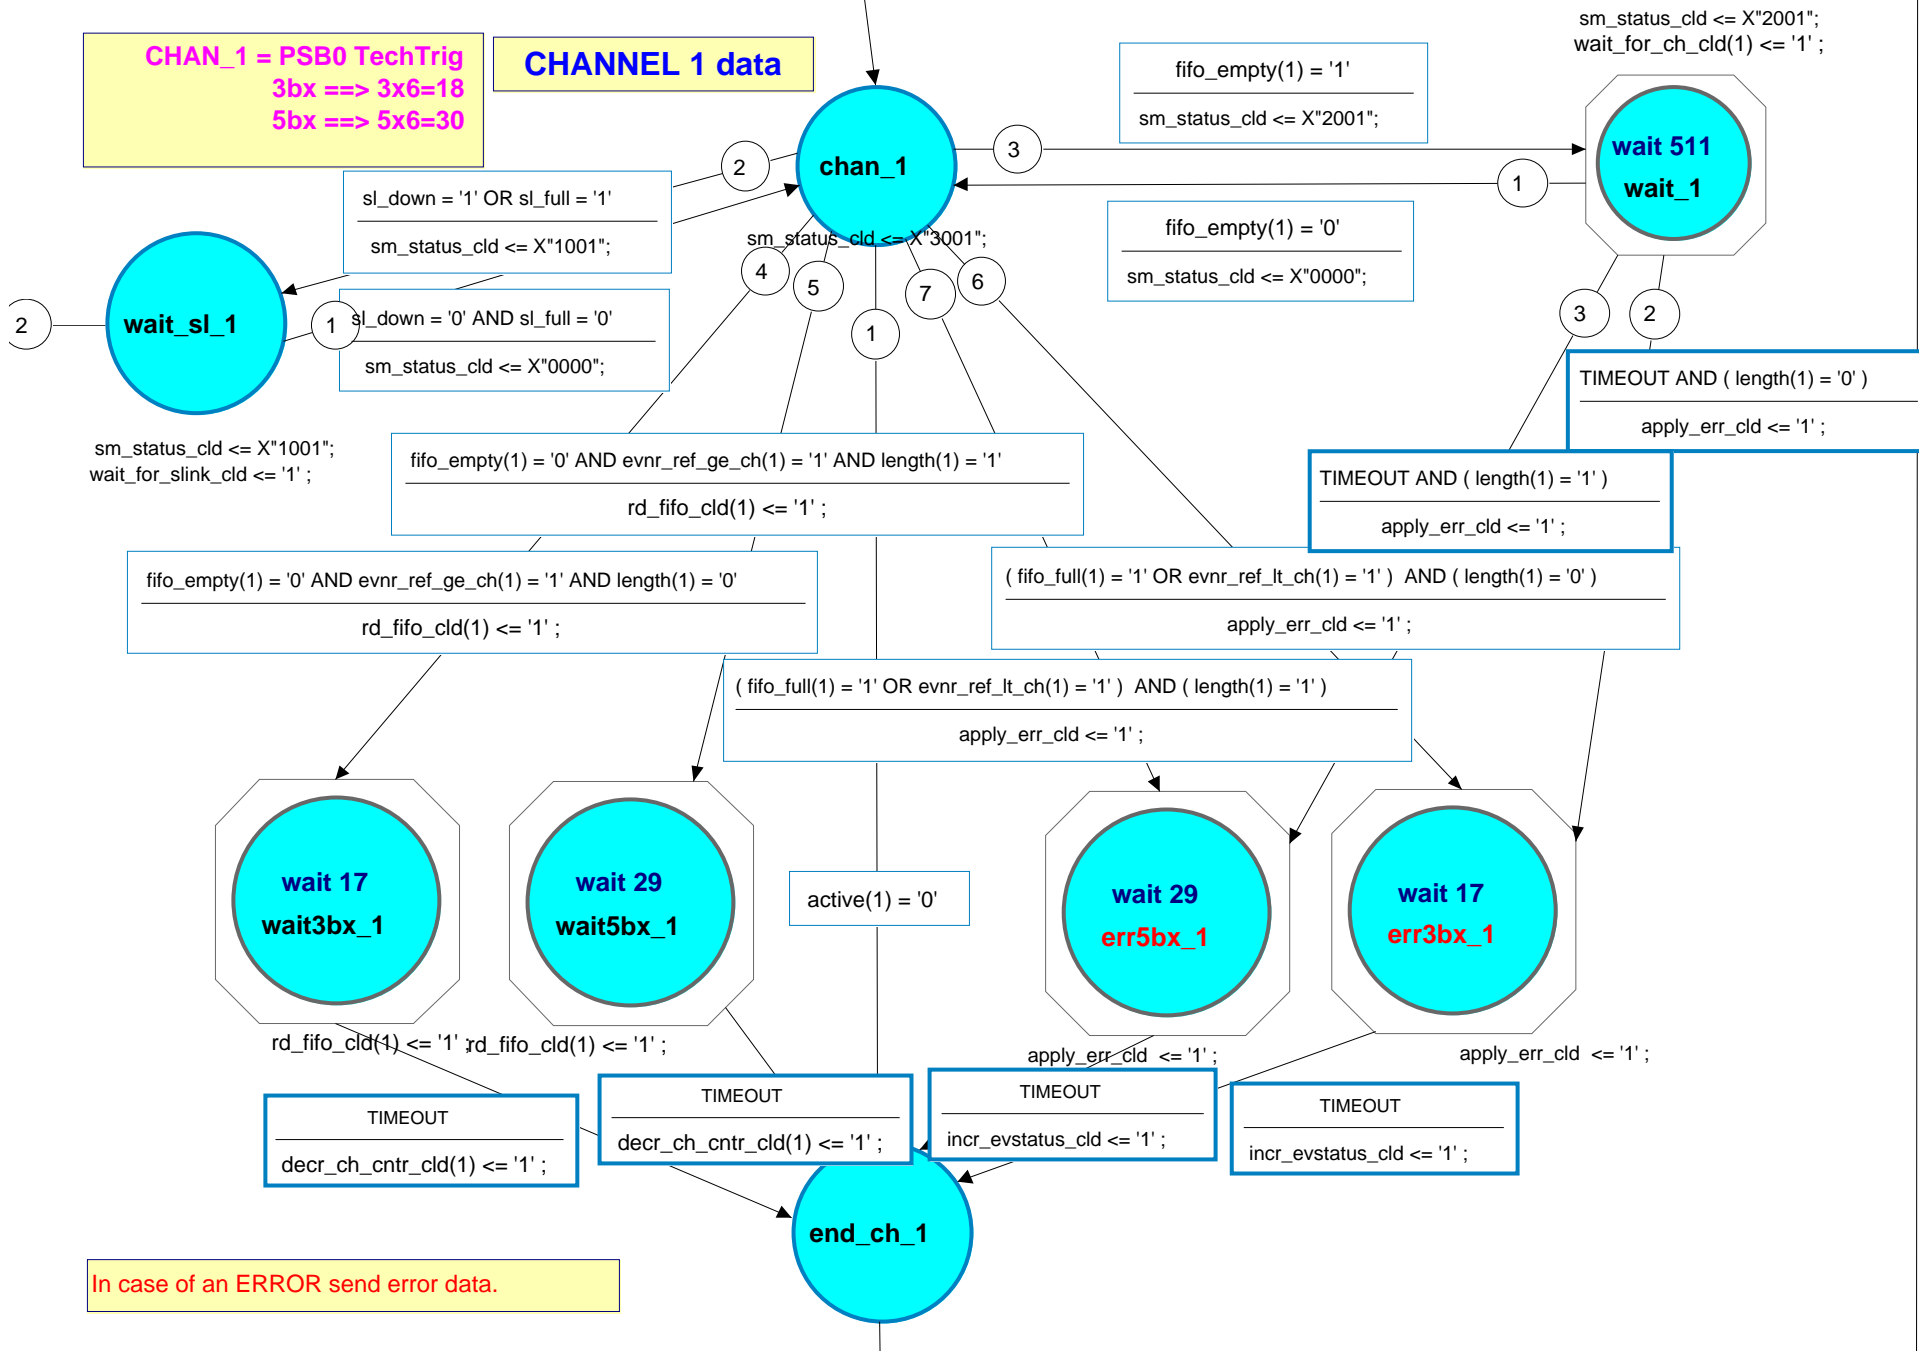 sm_status_cld <= X"2001";
wait_for_ch_cld(1) <= '1' ;
CHAN_1 = PSB0 TechTrig
3bx ==> 3x6=18
5bx ==> 5x6=30
CHANNEL 1 data
fifo_empty(1) = '1'
sm_status_cld <= X"2001";
chan_1
sm_status_cld <= X"3001";
2
3
1
wait 511
wait_1
sl_down = '1' OR sl_full = '1'
sm_status_cld <= X"1001";
fifo_empty(1) = '0'
sm_status_cld <= X"0000";
4
5
1
7
6
3
2
2
wait_sl_1
1
sl_down = '0' AND sl_full = '0'
sm_status_cld <= X"0000";
sm_status_cld <= X"1001";
wait_for_slink_cld <= '1' ;
TIMEOUT AND ( length(1) = '0' )
apply_err_cld <= '1' ;
fifo_empty(1) = '0' AND evnr_ref_ge_ch(1) = '1' AND length(1) = '1'
rd_fifo_cld(1) <= '1' ;
TIMEOUT AND ( length(1) = '1' )
apply_err_cld <= '1' ;
fifo_empty(1) = '0' AND evnr_ref_ge_ch(1) = '1' AND length(1) = '0'
rd_fifo_cld(1) <= '1' ;
( fifo_full(1) = '1' OR evnr_ref_lt_ch(1) = '1' ) AND ( length(1) = '0' )
apply_err_cld <= '1' ;
( fifo_full(1) = '1' OR evnr_ref_lt_ch(1) = '1' ) AND ( length(1) = '1' )
apply_err_cld <= '1' ;
wait 17
wait3bx_1
wait 29
wait5bx_1
active(1) = '0'
wait 29
err5bx_1
wait 17
err3bx_1
rd_fifo_cld(1) <= '1' ;
rd_fifo_cld(1) <= '1' ;
apply_err_cld <= '1' ;
apply_err_cld <= '1' ;
TIMEOUT
decr_ch_cntr_cld(1) <= '1' ;
TIMEOUT
decr_ch_cntr_cld(1) <= '1' ;
TIMEOUT
incr_evstatus_cld <= '1' ;
TIMEOUT
incr_evstatus_cld <= '1' ;
end_ch_1
In case of an ERROR send error data.